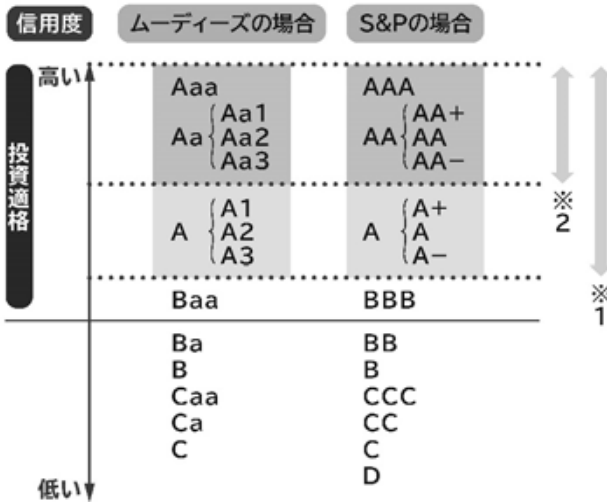 信用度 ムーディーズの場合 S&Pの場合
高い
投資適格
Aaa AAA
Aa1 AA+
Aa Aa2 AA AA
Aa3 AA−
※2
A1 A+
A A2 A A
A3 A−
※1
Baa BBB
Ba BB
B B
Caa CCC
Ca CC
C C
D
低い